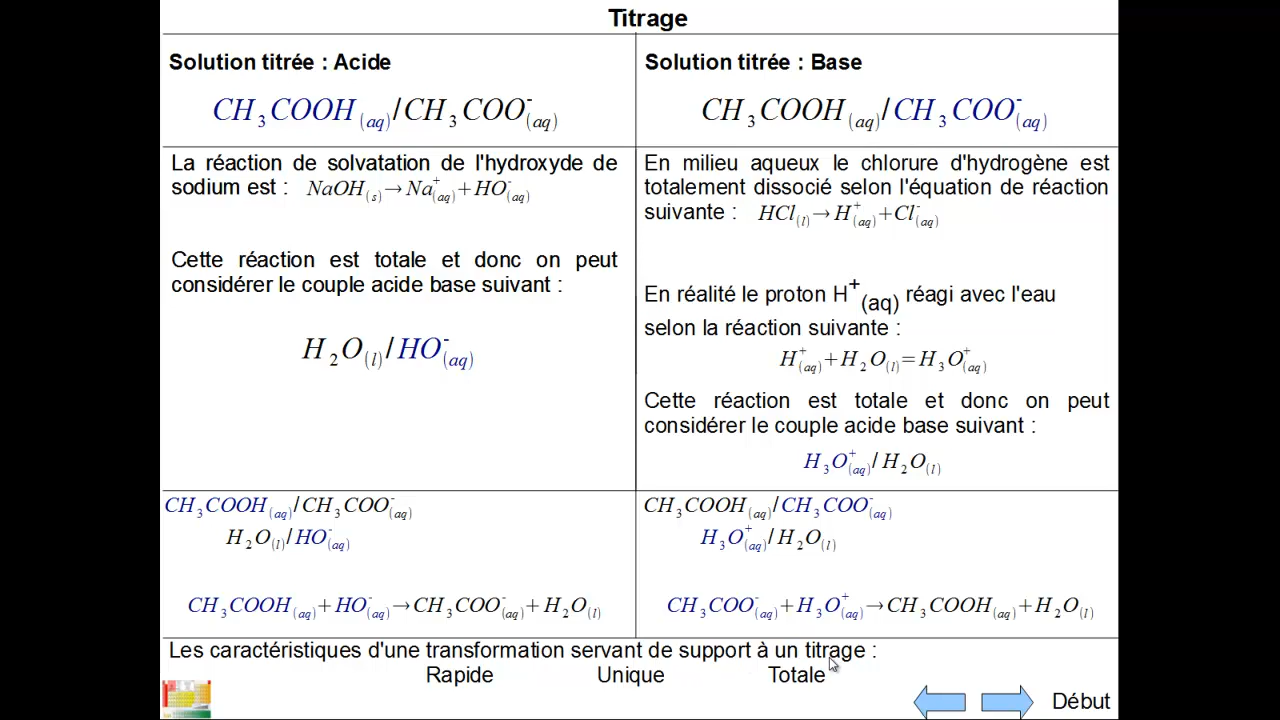 Titrage
Solution titrée : Acide
CH₃COOH(aq)/CH₃COO⁻(aq)
La réaction de solvatation de l'hydroxyde de
sodium est : NaOH(s)→Na⁺(aq)+HO⁻(aq)
Cette réaction est totale et donc on peut
considérer le couple acide base suivant :
H₂O(l)/HO⁻(aq)
Solution titrée : Base
CH₃COOH(aq)/CH₃COO⁻(aq)
En milieu aqueux le chlorure d'hydrogène est
totalement dissocié selon l'équation de réaction
suivante : HCl(l)→H⁺(aq)+Cl⁻(aq)
En réalité le proton H⁺(aq) réagi avec l'eau
selon la réaction suivante :
H⁺(aq)+H₂O(l)=H₃O⁺(aq)
Cette réaction est totale et donc on peut
considérer le couple acide base suivant :
H₃O⁺(aq)/H₂O(l)
CH₃COOH(aq)/CH₃COO⁻(aq)
H₂O(l)/HO⁻(aq)
CH₃COOH(aq)+HO⁻(aq)→CH₃COO⁻(aq)+H₂O(l)
CH₃COOH(aq)/CH₃COO⁻(aq)
H₃O⁺(aq)/H₂O(l)
CH₃COO⁻(aq)+H₃O⁺(aq)→CH₃COOH(aq)+H₂O(l)
Les caractéristiques d'une transformation servant de support à un titrage :
Rapide Unique Totale
Début